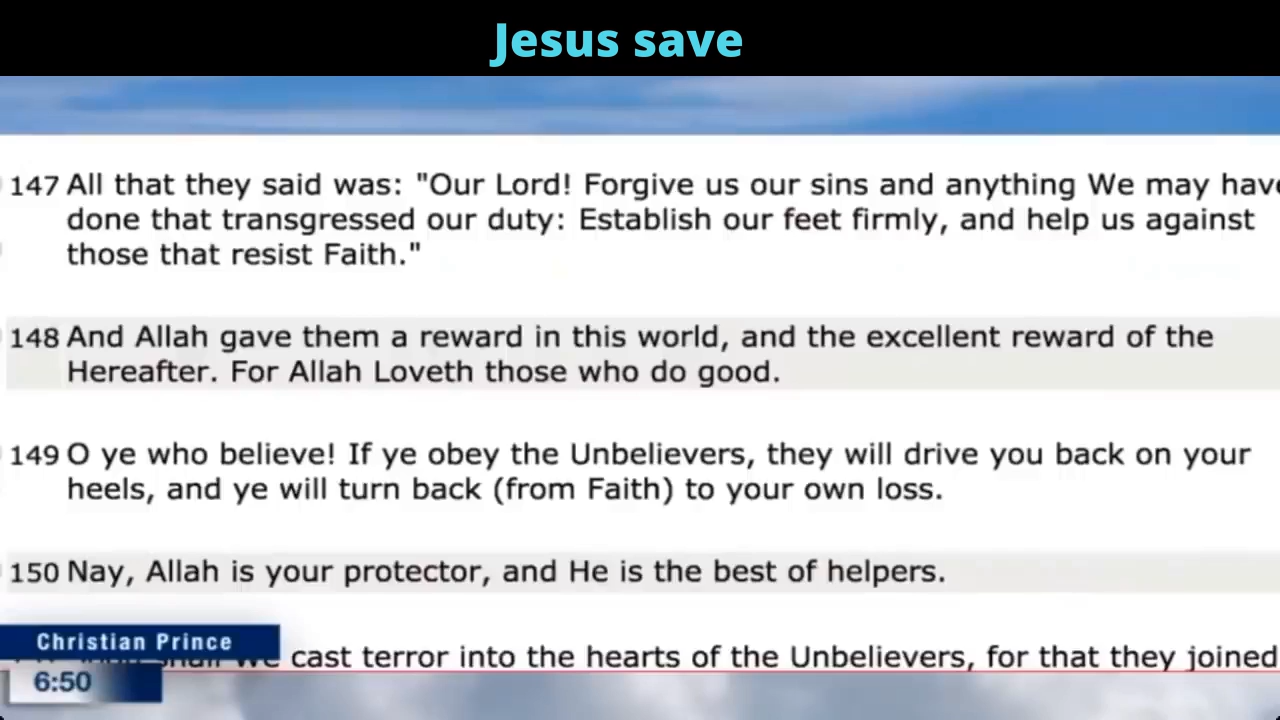 Jesus save
147 All that they said was: "Our Lord! Forgive us our sins and anything We may have
done that transgressed our duty: Establish our feet firmly, and help us against
those that resist Faith."
148 And Allah gave them a reward in this world, and the excellent reward of the
Hereafter. For Allah Loveth those who do good.
149 O ye who believe! If ye obey the Unbelievers, they will drive you back on your
heels, and ye will turn back (from Faith) to your own loss.
150 Nay, Allah is your protector, and He is the best of helpers.
Christian Prince
shall We cast terror into the hearts of the Unbelievers, for that they joined
6:50